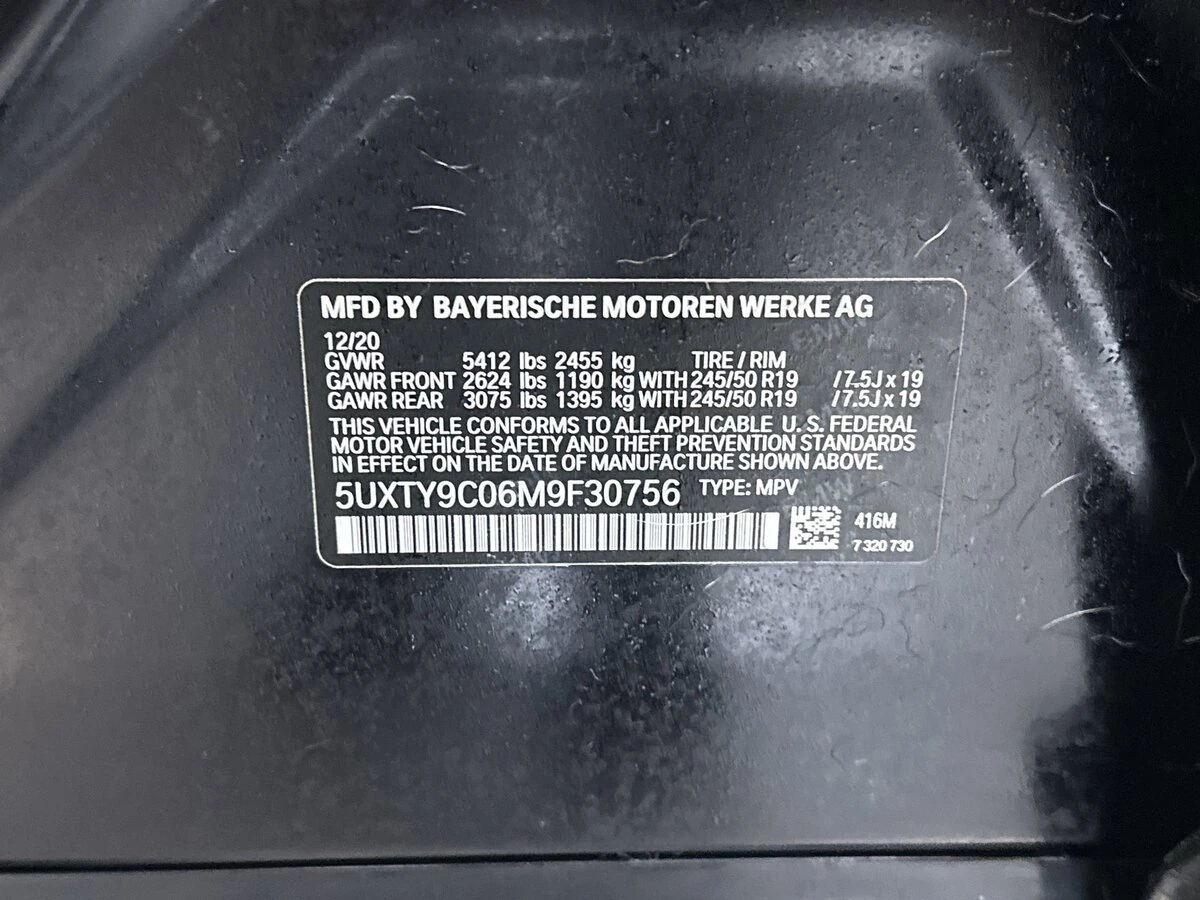 MFD BY BAYERISCHE MOTOREN WERKE AG
12/20
GVWR 5412 lbs 2455 kg TIRE / RIM
GAWR FRONT 2624 lbs 1190 kg WITH 245/50 R19 / 7.5J x 19
GAWR REAR 3075 lbs 1395 kg WITH 245/50 R19 / 7.5J x 19
THIS VEHICLE CONFORMS TO ALL APPLICABLE U. S. FEDERAL
MOTOR VEHICLE SAFETY AND THEFT PREVENTION STANDARDS
IN EFFECT ON THE DATE OF MANUFACTURE SHOWN ABOVE.
5UXTY9C06M9F30756 TYPE: MPV
416M
7 320 730